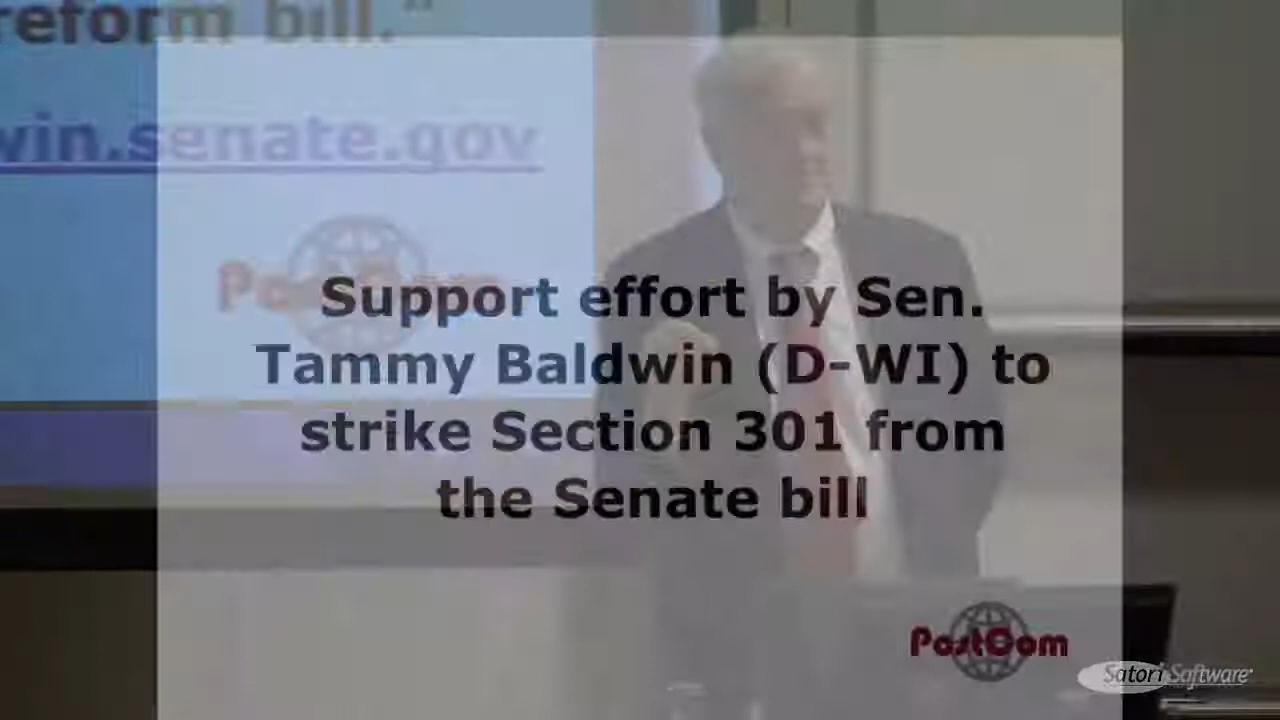 reform bill.”
win.senate.gov
PostCom
Support effort by Sen.
Tammy Baldwin (D-WI) to
strike Section 301 from
the Senate bill
PostCom
Satori Software